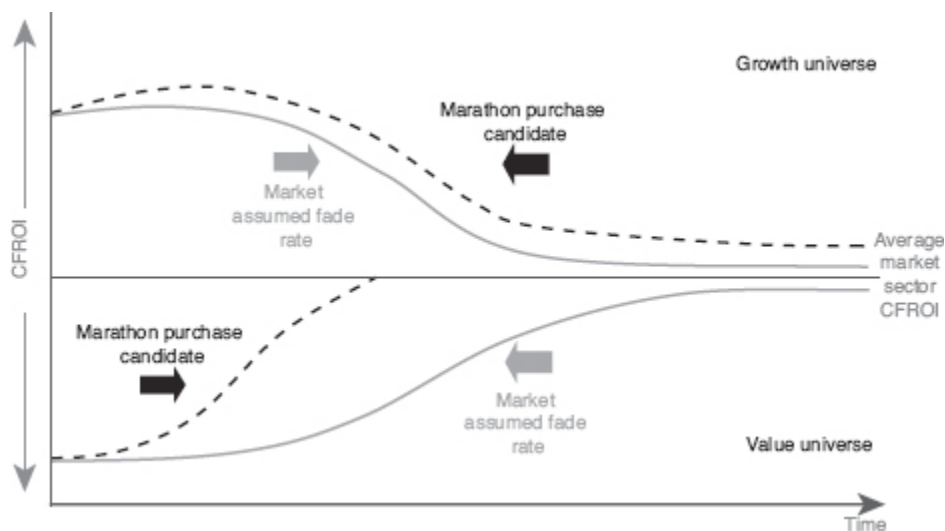 Growth universe
Marathon purchase
candidate
Market
assumed fade
rate
CFROI
Average
market
sector
CFROI
Marathon purchase
candidate
Market
assumed fade
rate
Value universe
Time